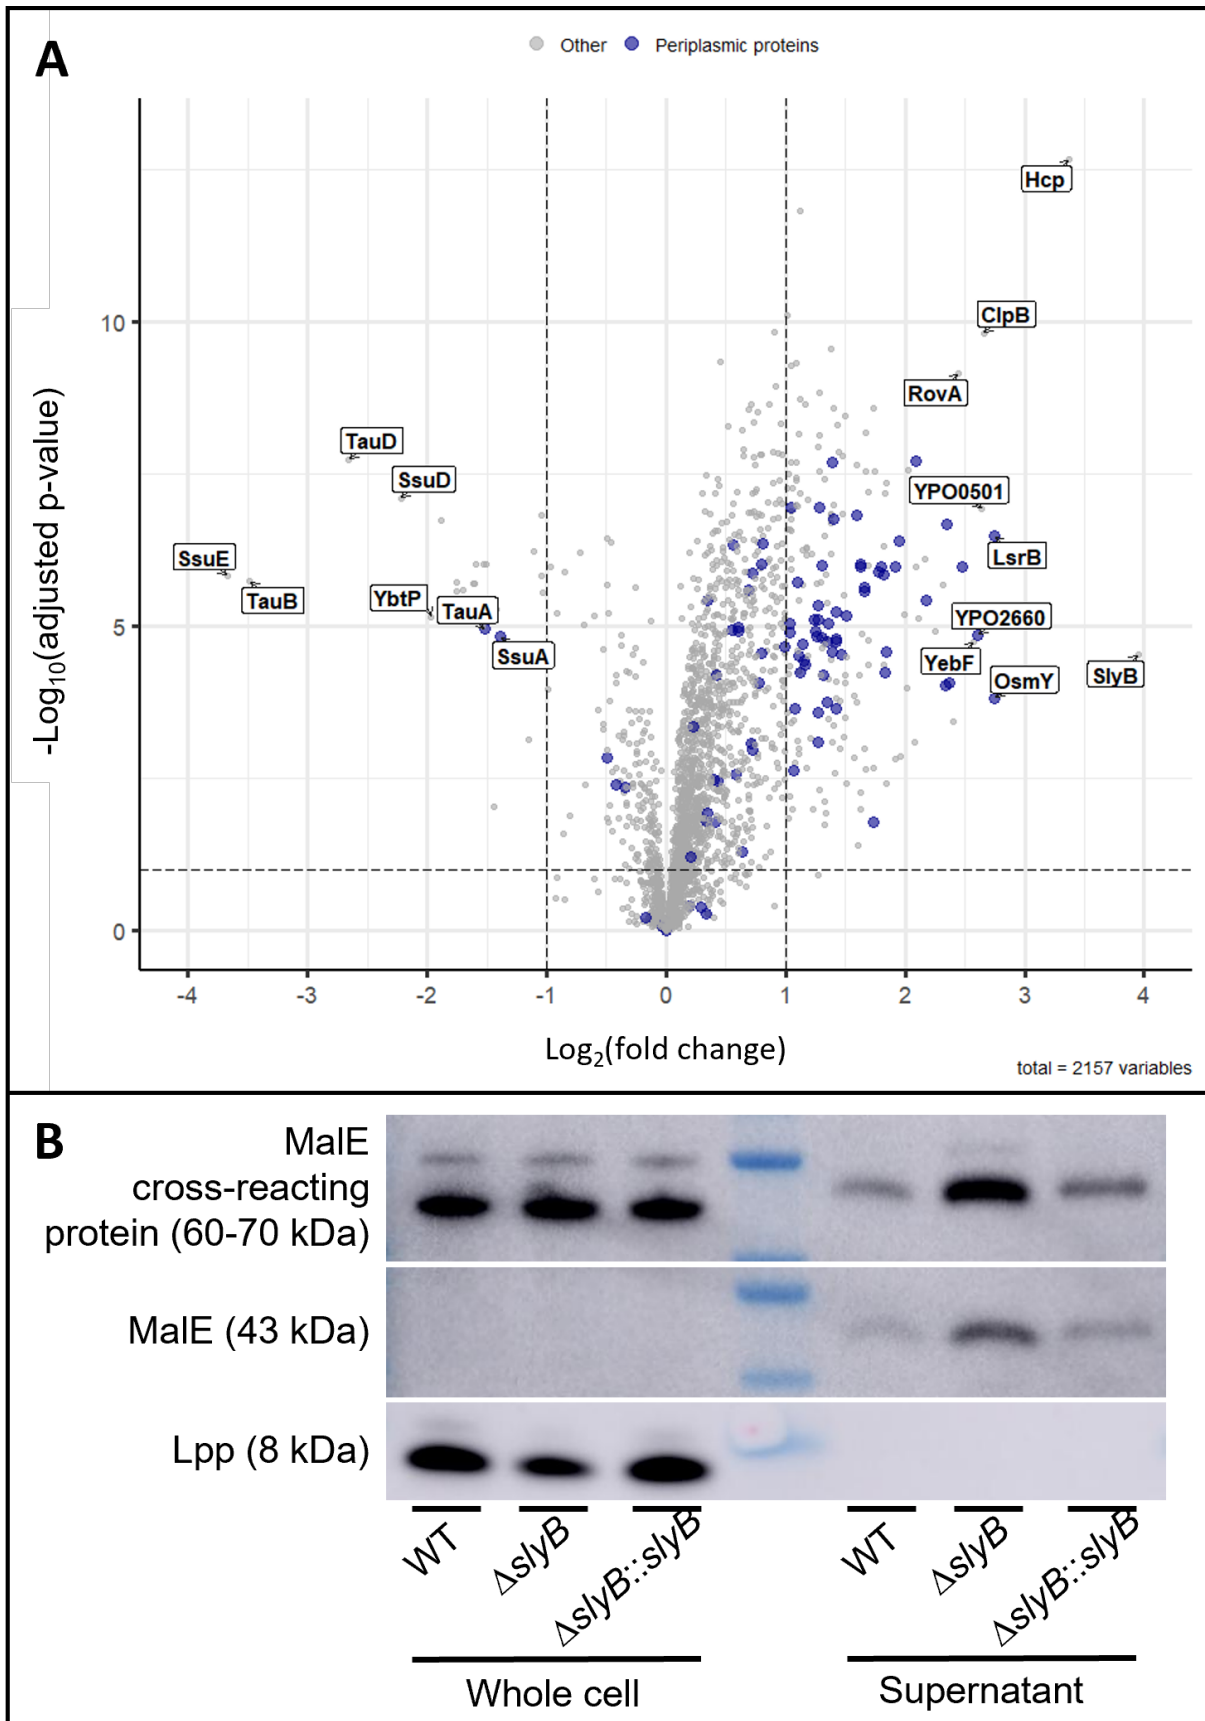 A
Other Periplasmic proteins
Hcp
ClpB
RovA
TauD
SsuD
YPO0501
SsuE
LsrB
TauB
YbtP
TauA
YPO2660
SsuA
YebF
OsmY
SlyB
10
5
0
-Log10(adjusted p-value)
-4 -3 -2 -1 0 1 2 3 4
Log2(fold change)
total = 2157 variables
B
MalE
cross-reacting
protein (60-70 kDa)
MalE (43 kDa)
Lpp (8 kDa)
WT ΔslyB ΔslyB::slyB WT ΔslyB ΔslyB::slyB
Whole cell Supernatant